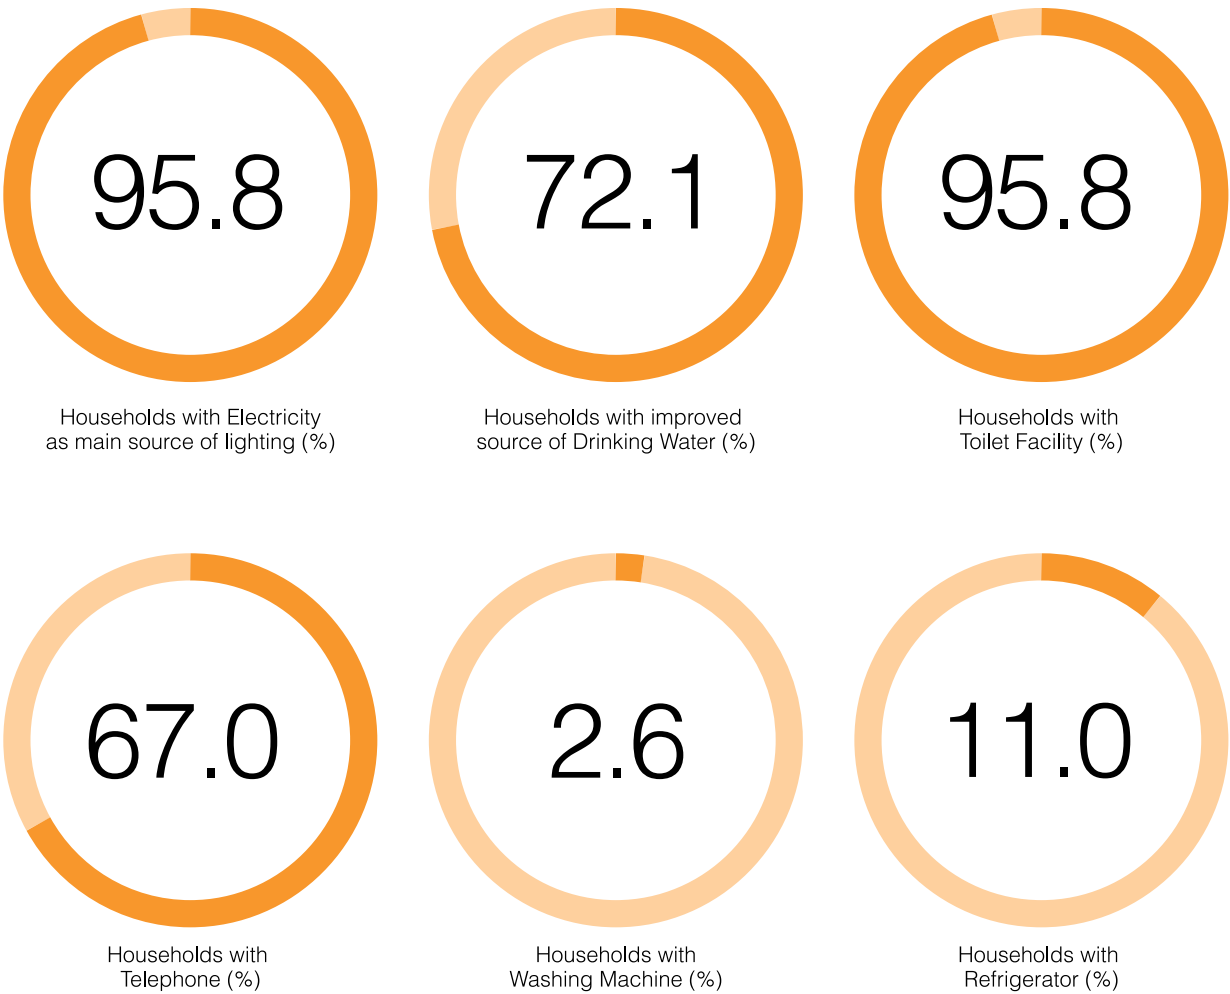 95.8
Households with Electricity
as main source of lighting (%)
72.1
Households with improved
source of Drinking Water (%)
95.8
Households with
Toilet Facility (%)
67.0
Households with
Telephone (%)
2.6
Households with
Washing Machine (%)
11.0
Households with
Refrigerator (%)